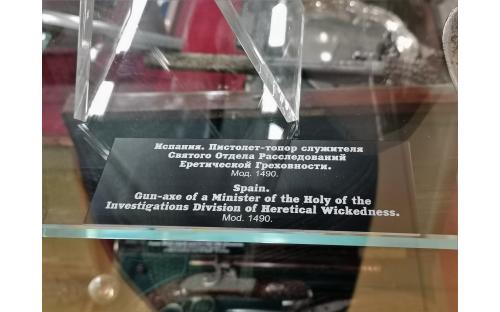 Испания. Пистолет-топор служителя
Святого Отдела Расследований
Еретической Греховности.
Мод. 1490.
Spain.
Gun-axe of a Minister of the Holy of the
Investigations Division of Heretical Wickedness.
Mod. 1490.